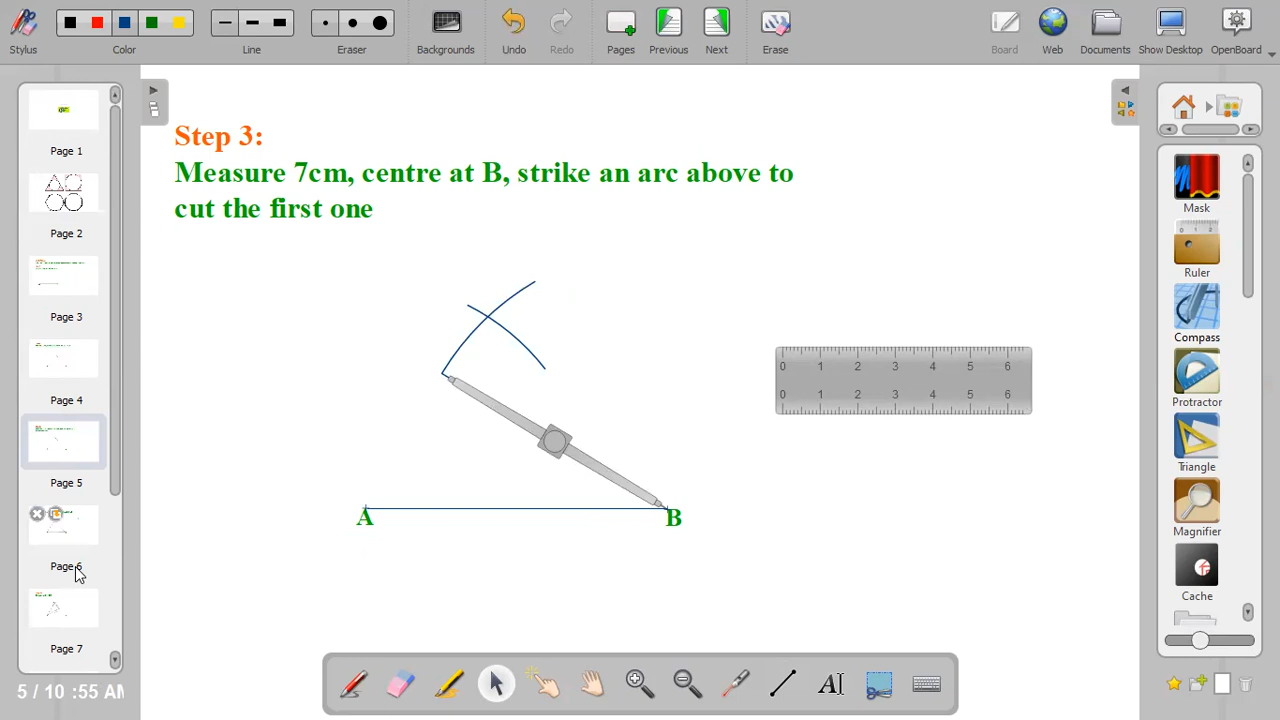 Stylus
Color
Line
Eraser
Backgrounds
Undo
Redo
Pages
Previous
Next
Erase
Board
Web
Documents
Show Desktop
OpenBoard
Page 1
Page 2
Page 3
Page 4
Page 5
Page 6
Page 7
5 / 10 :55 AM
Step 3:
Measure 7cm, centre at B, strike an arc above to
cut the first one
0 1 2 3 4 5 6
0 1 2 3 4 5 6
A
B
Mask
0 1 2
Ruler
Compass
Protractor
Triangle
Magnifier
Cache